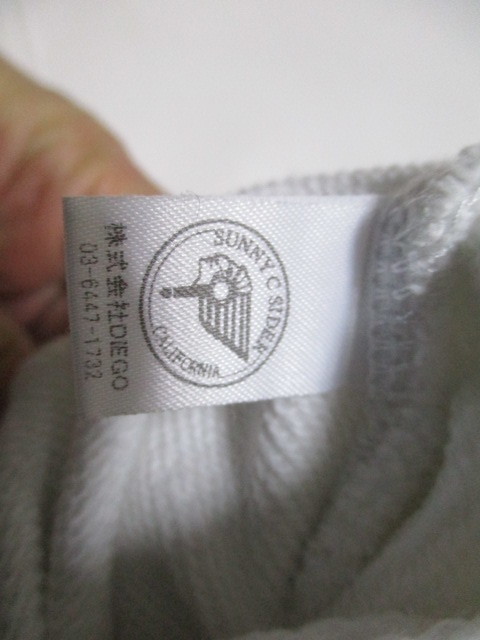 SUNNY C SIDER
CALIFORNIA
株式会社DIEGO
03-6447-1732